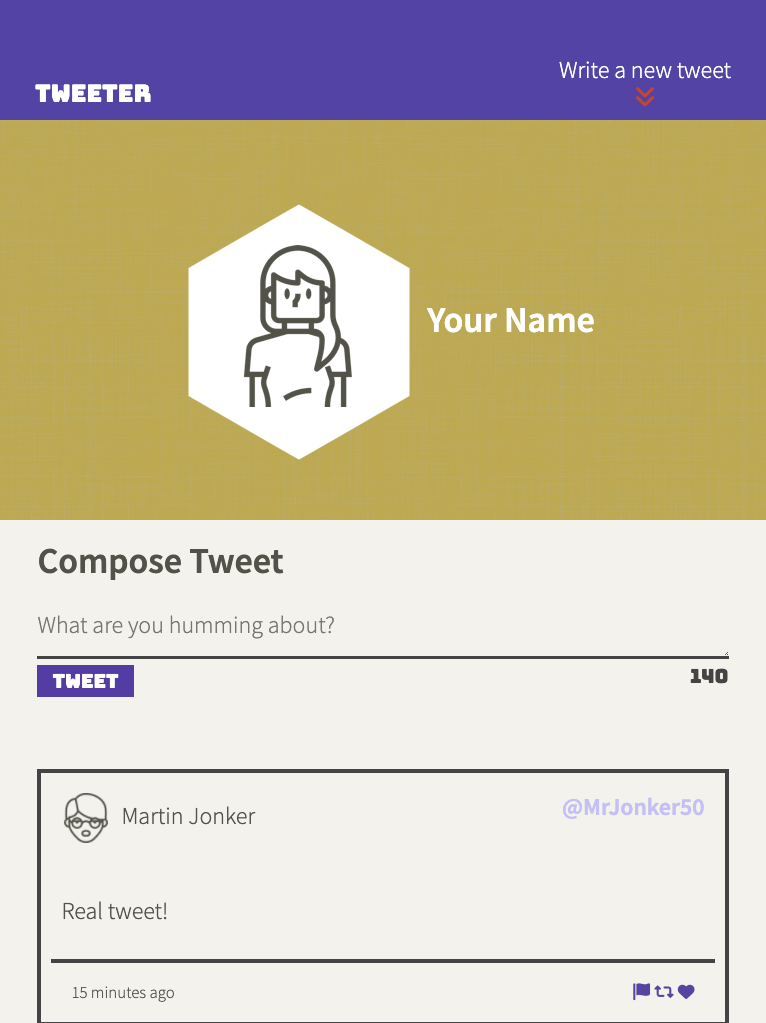 TWEETER
Write a new tweet
Your Name
Compose Tweet
What are you humming about?
TWEET
140
Martin Jonker
@MrJonker50
Real tweet!
15 minutes ago